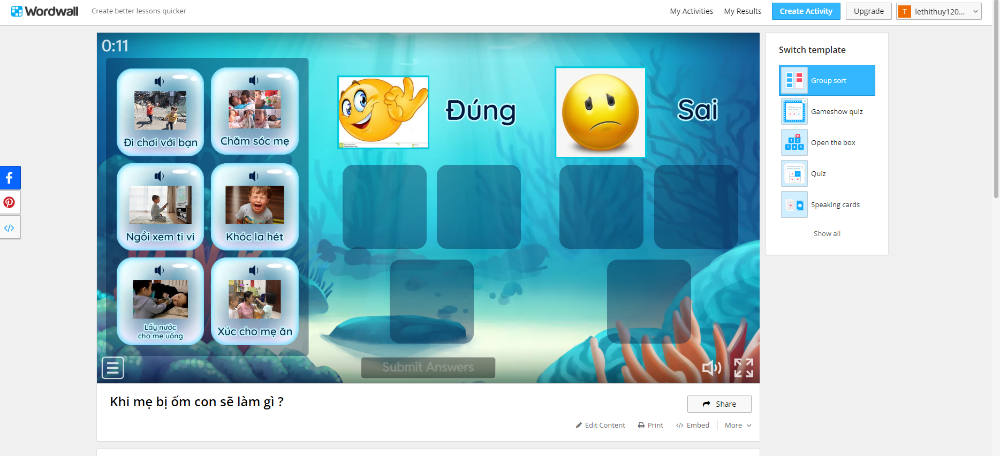 Wordwall
Create better lessons quicker
My Activities
My Results
Create Activity
Upgrade
T
lethithuy120...
0:11
Đi chơi với bạn
Chăm sóc mẹ
Ngồi xem ti vi
Khóc la hét
Lấy nước
cho mẹ uống
Xúc cho mẹ ăn
Đúng
Sai
Submit Answers
Switch template
Group sort
Gameshow quiz
Open the box
Quiz
Speaking cards
Show all
Khi mẹ bị ốm con sẽ làm gì ?
Share
Edit Content
Print
Embed
More